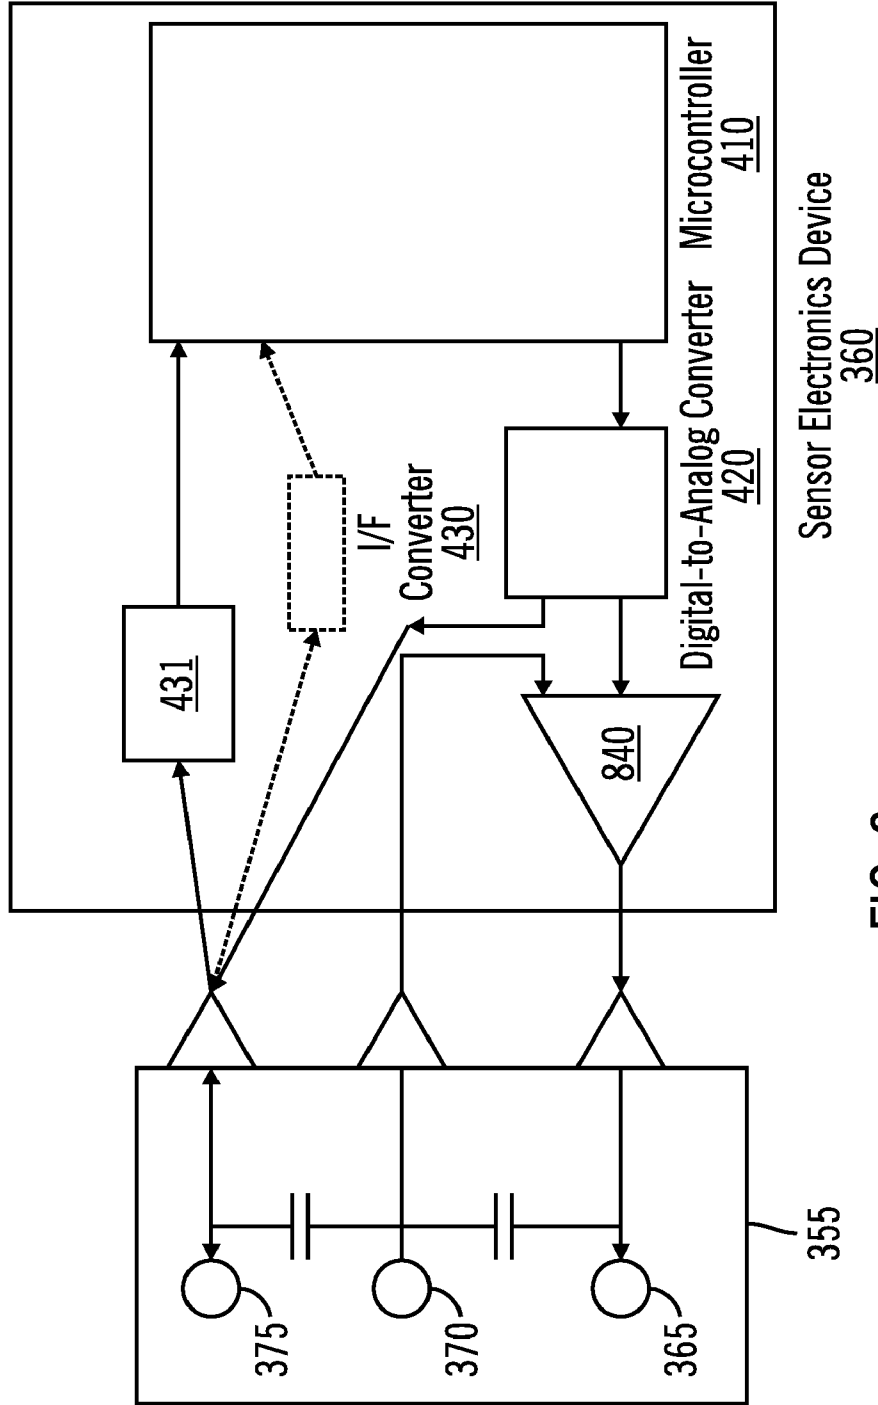 431
375
I/F
Converter
430
370
840
365
Digital-to-Analog Converter
420
Microcontroller
410
355
Sensor Electronics Device
360
FIG.